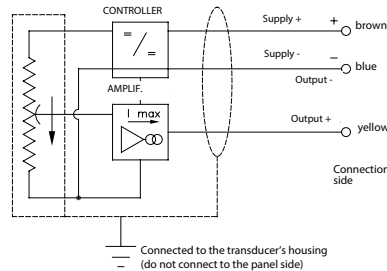 CONTROLLER
Supply + + brown
Supply - − blue
Output -
AMPLIF.
I max
Output + yellow
Connection
side
Connected to the transducer's housing
(do not connect to the panel side)